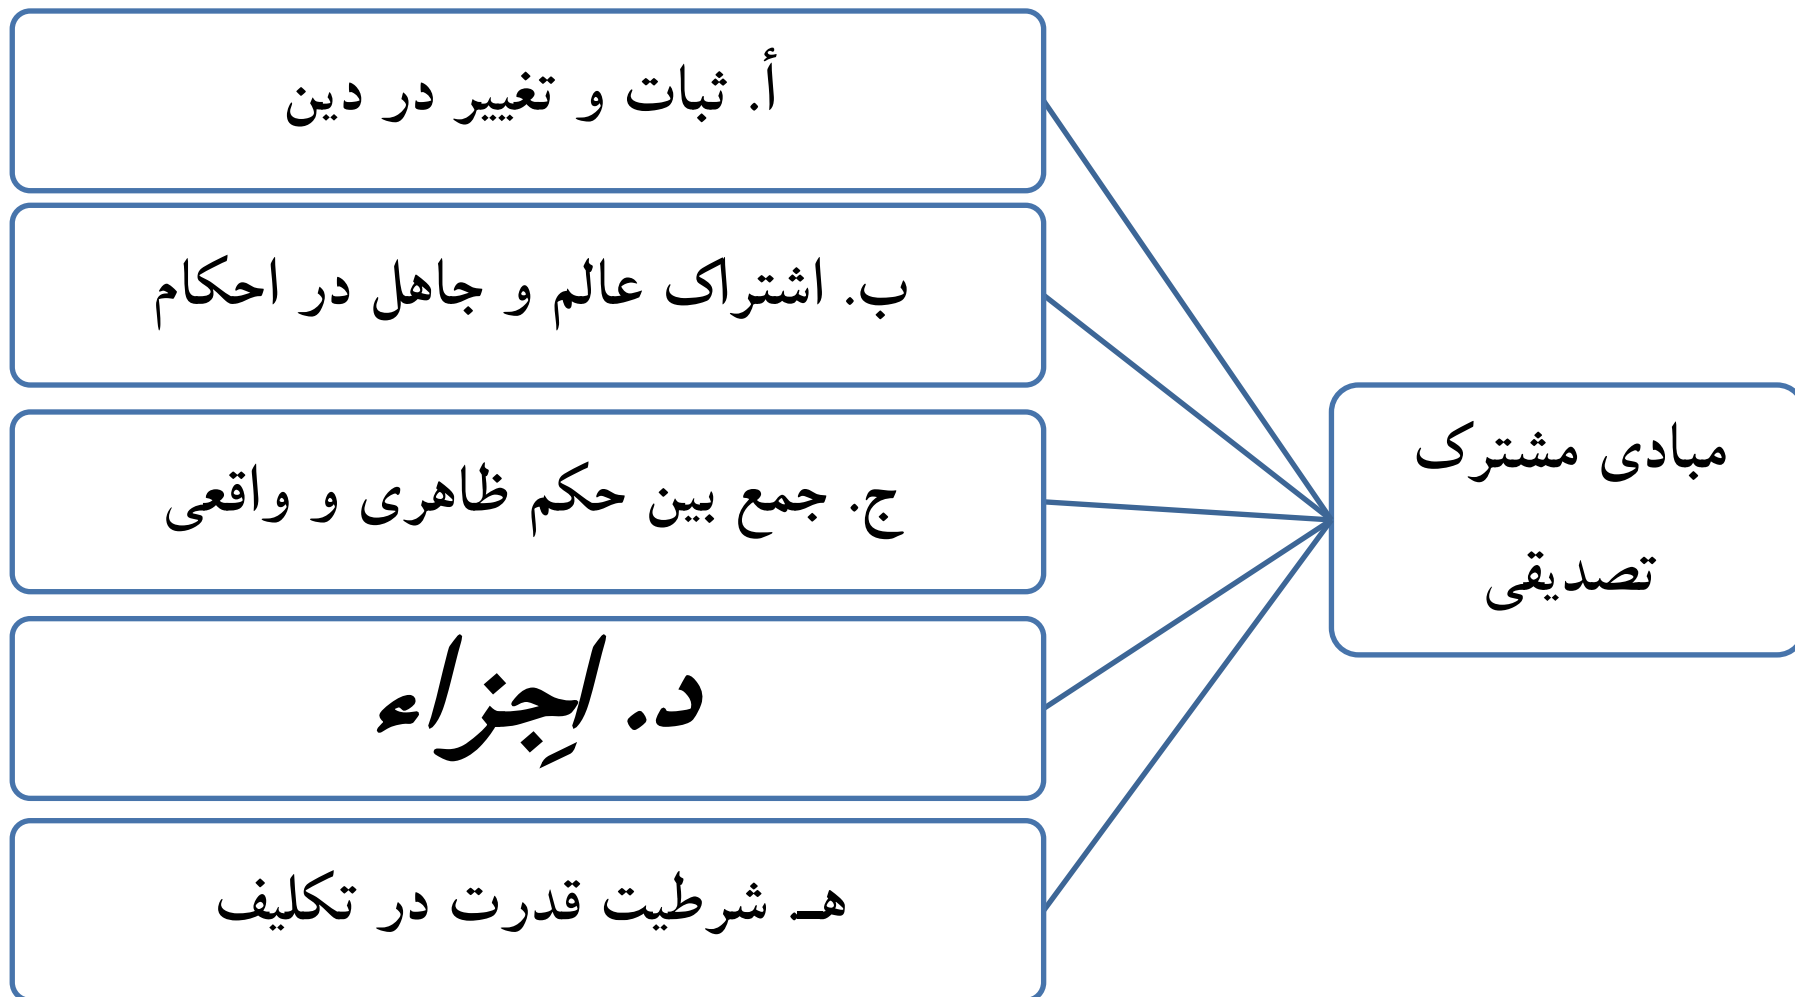 مبادی مشترک
تصدیقی
أ. ثبات و تغییر در دین
ب. اشتراک عالم و جاهل در احکام
ج. جمع بین حکم ظاهری و واقعی
د. اِجزاء
هـ. شرطیت قدرت در تکلیف